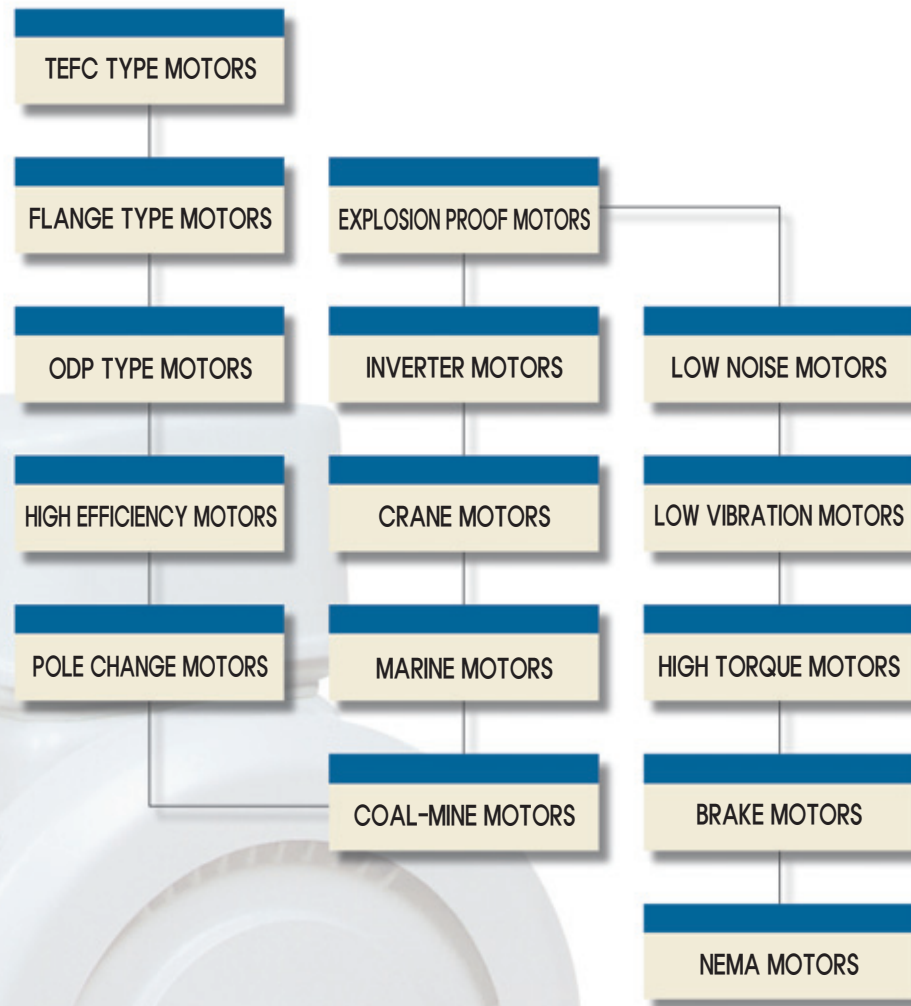 TEFC TYPE MOTORS
FLANGE TYPE MOTORS
ODP TYPE MOTORS
HIGH EFFICIENCY MOTORS
POLE CHANGE MOTORS
EXPLOSION PROOF MOTORS
INVERTER MOTORS
CRANE MOTORS
MARINE MOTORS
COAL-MINE MOTORS
LOW NOISE MOTORS
LOW VIBRATION MOTORS
HIGH TORQUE MOTORS
BRAKE MOTORS
NEMA MOTORS